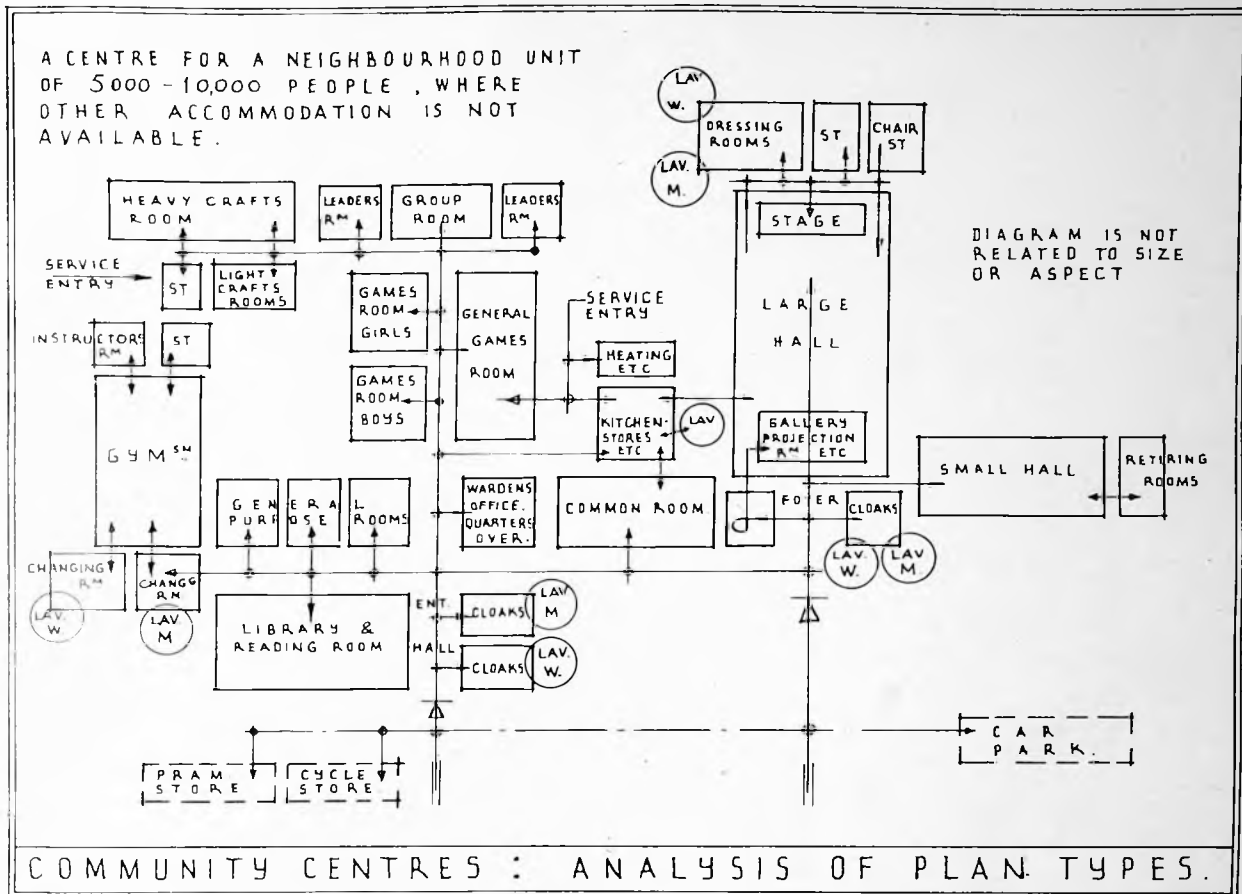 A CENTRE FOR A NEIGHBOURHOOD UNIT
OF 5000 - 10,000 PEOPLE, WHERE
OTHER ACCOMMODATION IS NOT
AVAILABLE.
LAV
W.
DRESSING
ROOMS
ST
CHAIR
ST
LAV.
M.
HEAVY CRAFTS
ROOM
LEADERS
RM
GROUP
ROOM
LEADERS
RM
STAGE
DIAGRAM IS NOT
RELATED TO SIZE
OR ASPECT
SERVICE
ENTRY
ST
LIGHT
CRAFTS
ROOMS
GAMES
ROOM
GIRLS
GENERAL
GAMES
ROOM
SERVICE
ENTRY
LARGE
HALL
INSTRUCTORS
RM
ST
HEATING
ETC
GAMES
ROOM
BOYS
KITCHEN-
STORES
ETC
LAV
GALLERY
PROJECTION
RM ETC
GYM SM
SMALL HALL
RETIRING
ROOMS
GENERAL
PURPOSE ROOMS
WARDENS
OFFICE.
QUARTERS
OVER.
COMMON ROOM.
FOYER
CLOAKS
LAV.
W.
LAV
M.
CHANGING
RM
CHANGG
RM
LAV.
W.
LAV.
M
LIBRARY &
READING ROOM
ENT.
HALL
CLOAKS
LAV
M
CLOAKS
LAV.
W.
PRAM
STORE
CYCLE
STORE.
CAR
PARK.
COMMUNITY CENTRES : ANALYSIS OF PLAN TYPES.